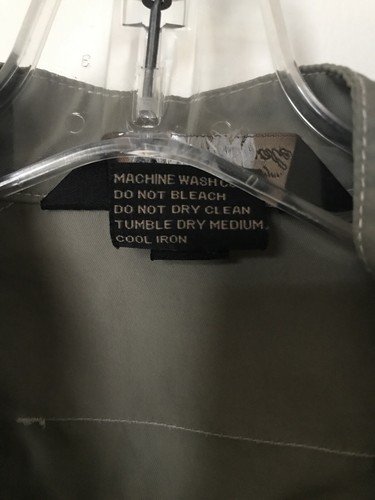 MACHINE WASH
DO NOT BLEACH
DO NOT DRY CLEAN
TUMBLE DRY MEDIUM.
COOL IRON